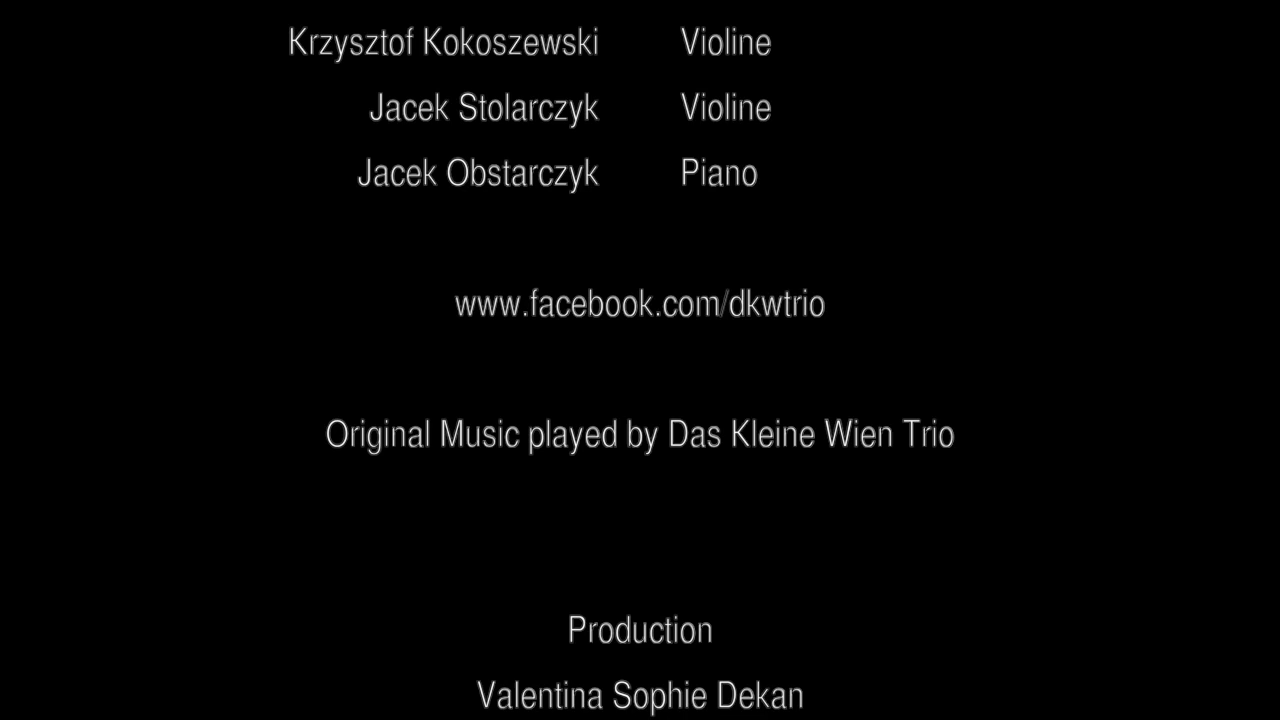 Krzysztof Kokoszewski Violine
Jacek Stolarczyk Violine
Jacek Obstarczyk Piano
www.facebook.com/dkwtrio
Original Music played by Das Kleine Wien Trio
Production
Valentina Sophie Dekan